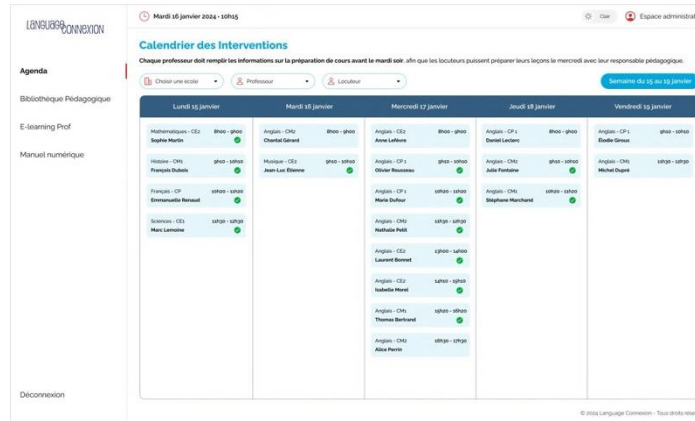 LANGUAGE CONNEXION
Agenda
Bibliothèque Pédagogique
E-learning Prof
Manuel numérique
Déconnexion
Mardi 16 janvier 2024 - 10h15
Clair
Espace administrat
Calendrier des Interventions
Chaque professeur doit remplir les informations sur la préparation de cours avant le mardi soir, afin que les locuteurs puissent préparer leurs leçons le mercredi avec leur responsable pédagogique.
Choisir une école
Professeur
Locuteur
Semaine du 15 au 19 janvier
Lundi 15 janvier
Mathématiques - CE2 8h00 - 9h00
Sophie Martin
Histoire - CM1 9h10 - 10h10
François Dubois
Français - CP 10h20 - 11h20
Emmanuelle Renaud
Sciences - CE1 11h30 - 12h30
Marc Lemoine
Mardi 16 janvier
Anglais - CM2 8h00 - 9h00
Chantal Gérard
Musique - CE2 9h10 - 10h10
Jean-Luc Étienne
Mercredi 17 janvier
Anglais - CE2 8h00 - 9h00
Anne Lefèvre
Anglais - CP 1 9h10 - 10h10
Olivier Rousseau
Anglais - CP 1 10h20 - 11h20
Marie Dufour
Anglais - CM2 11h30 - 12h30
Nathalie Petit
Anglais - CE2 13h00 - 14h00
Laurent Bonnet
Anglais - CE2 14h10 - 15h10
Isabelle Morel
Anglais - CM1 15h20 - 16h20
Thomas Bertrand
Anglais - CM2 16h30 - 17h30
Alice Perrin
Jeudi 18 janvier
Anglais - CP 1 8h00 - 9h00
Daniel Leclerc
Anglais - CM2 9h10 - 10h10
Julie Fontaine
Anglais - CM1 10h20 - 11h20
Stéphane Marchand
Vendredi 19 janvier
Anglais - CP 1 9h10 - 10h10
Élodie Giroux
Anglais - CM1 11h30 - 12h30
Michel Dupré
© 2024 Language Connexion - Tous droits rése